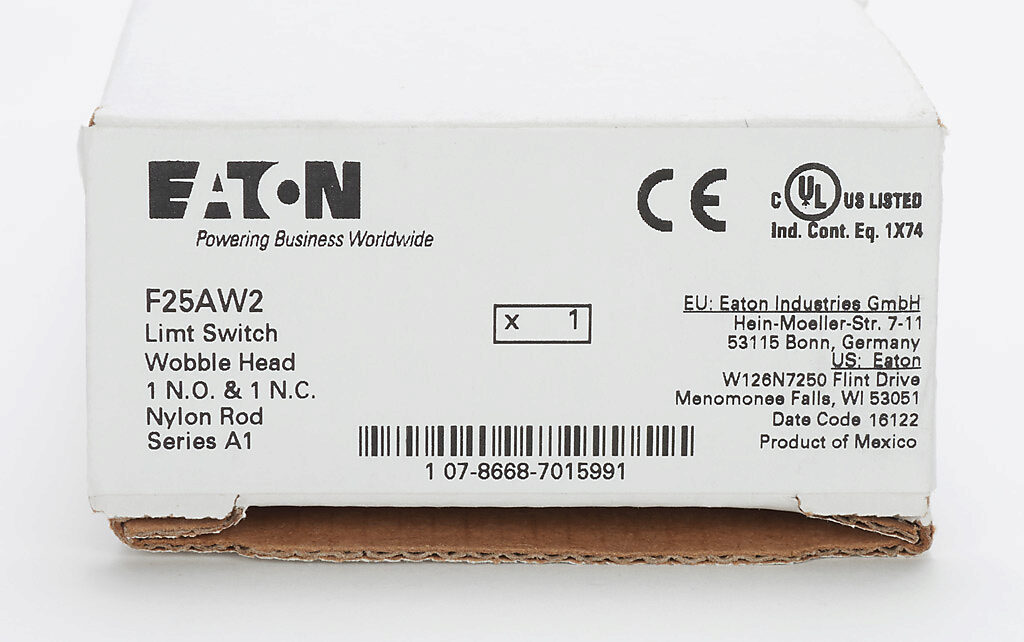 EATON
Powering Business Worldwide
CE
C UL US LISTED
Ind. Cont. Eq. 1X74
F25AW2
Limt Switch
Wobble Head
1 N.O. & 1 N.C.
Nylon Rod
Series A1
x 1
EU: Eaton Industries GmbH
Hein-Moeller-Str. 7-11
53115 Bonn, Germany
US: Eaton
W126N7250 Flint Drive
Menomonee Falls, WI 53051
Date Code 16122
Product of Mexico
1 07-8668-7015991